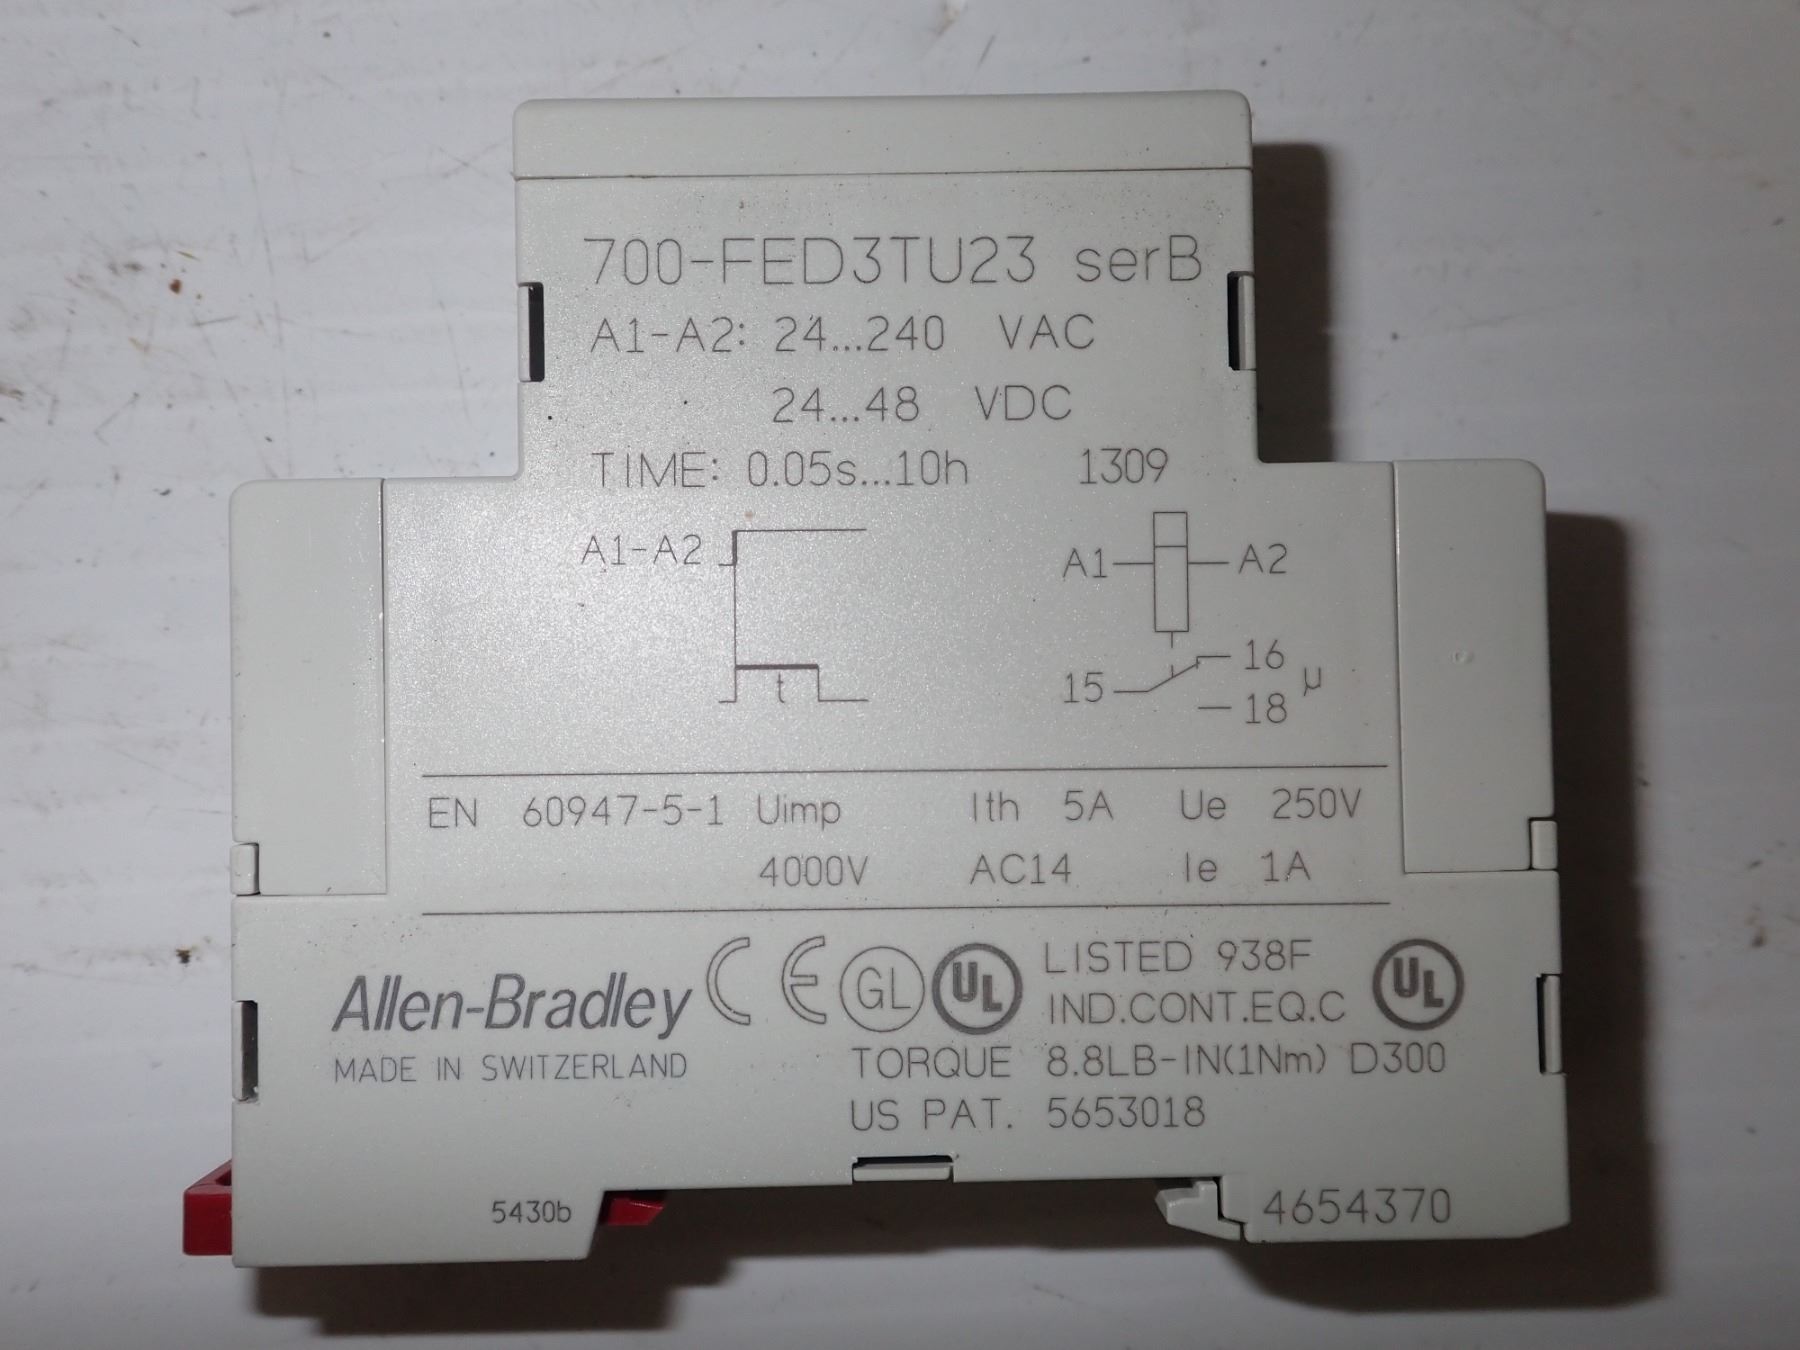 700-FED3TU23 serB
A1-A2: 24...240 VAC
24...48 VDC
TIME: 0.05s...10h 1309
A1-A2
t
A1 A2
15 16 µ
18
EN 60947-5-1 Uimp Ith 5A Ue 250V
4000V AC14 Ie 1A
Allen-Bradley CE GL UL LISTED 938F UL
IND.CONT.EQ.C
MADE IN SWITZERLAND TORQUE 8.8LB-IN(1Nm) D300
US PAT. 5653018
5430b 4654370